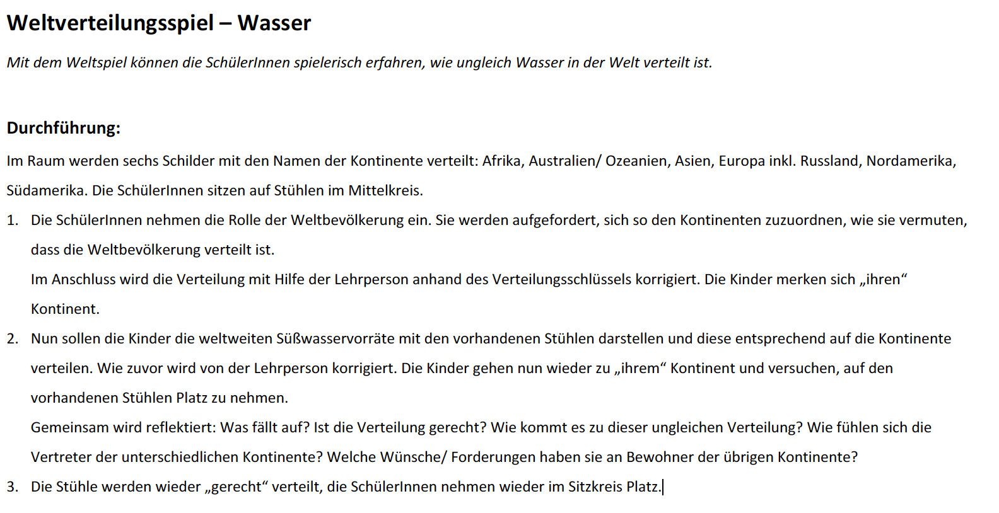 Weltverteilungsspiel – Wasser
Mit dem Weltspiel können die SchülerInnen spielerisch erfahren, wie ungleich Wasser in der Welt verteilt ist.
Durchführung:
Im Raum werden sechs Schilder mit den Namen der Kontinente verteilt: Afrika, Australien/ Ozeanien, Asien, Europa inkl. Russland, Nordamerika,
Südamerika. Die SchülerInnen sitzen auf Stühlen im Mittelkreis.
1. Die SchülerInnen nehmen die Rolle der Weltbevölkerung ein. Sie werden aufgefordert, sich so den Kontinenten zuzuordnen, wie sie vermuten,
dass die Weltbevölkerung verteilt ist.
Im Anschluss wird die Verteilung mit Hilfe der Lehrperson anhand des Verteilungsschlüssels korrigiert. Die Kinder merken sich „ihren“
Kontinent.
2. Nun sollen die Kinder die weltweiten Süßwasservorräte mit den vorhandenen Stühlen darstellen und diese entsprechend auf die Kontinente
verteilen. Wie zuvor wird von der Lehrperson korrigiert. Die Kinder gehen nun wieder zu „ihrem“ Kontinent und versuchen, auf den
vorhandenen Stühlen Platz zu nehmen.
Gemeinsam wird reflektiert: Was fällt auf? Ist die Verteilung gerecht? Wie kommt es zu dieser ungleichen Verteilung? Wie fühlen sich die
Vertreter der unterschiedlichen Kontinente? Welche Wünsche/ Forderungen haben sie an Bewohner der übrigen Kontinente?
3. Die Stühle werden wieder „gerecht“ verteilt, die SchülerInnen nehmen wieder im Sitzkreis Platz.